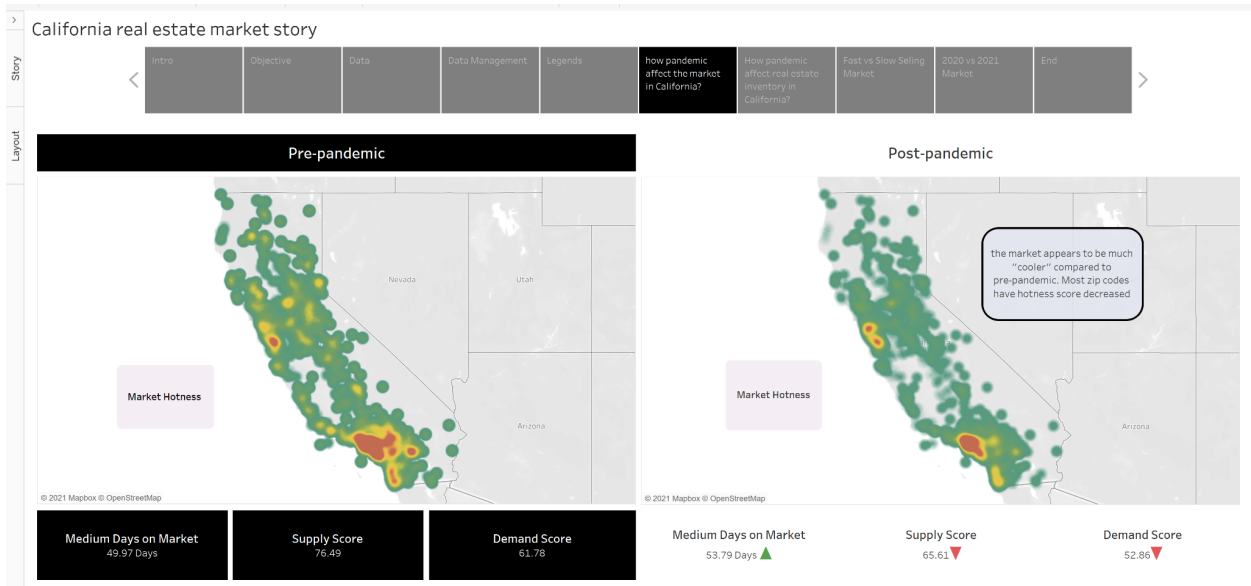 California real estate market story
Story
Layout
Intro
Objective
Data
Data Management
Legends
how pandemic
affect the market
in California?
How pandemic
affect real estate
inventory in
California?
Fast vs Slow Seling
Market
2020 vs 2021
Market
End
Pre-pandemic
Nevada
Utah
Arizona
Market Hotness
© 2021 Mapbox © OpenStreetMap
Medium Days on Market
49.97 Days
Supply Score
76.49
Demand Score
61.78
Post-pandemic
the market appears to be much
"cooler" compared to
pre-pandemic. Most zip codes
have hotness score decreased
Utah
Arizona
Market Hotness
© 2021 Mapbox © OpenStreetMap
Medium Days on Market
53.79 Days
Supply Score
65.61
Demand Score
52.86